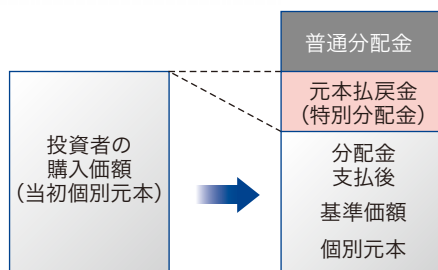 普通分配金
元本払戻金
(特別分配金)
投資者の
購入価額
(当初個別元本)
分配金
支払後
基準価額
個別元本